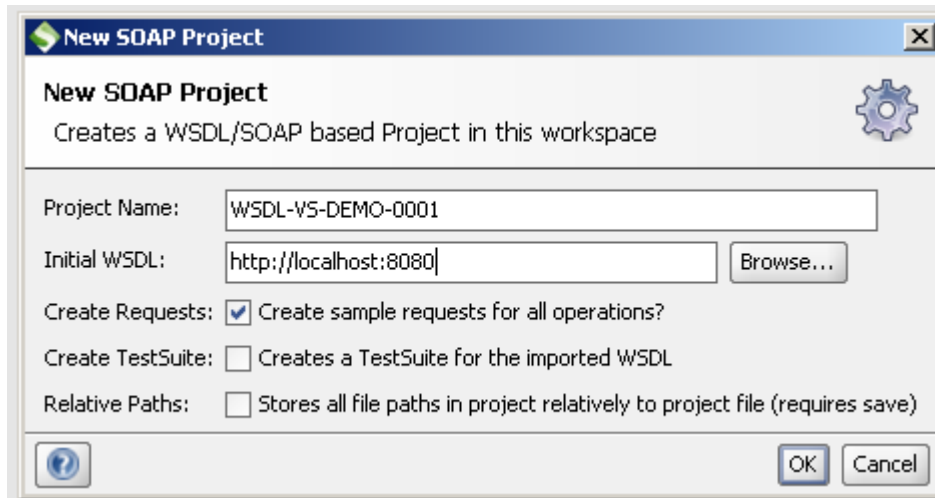 New SOAP Project
New SOAP Project
Creates a WSDL/SOAP based Project in this workspace
Project Name: WSDL-VS-DEMO-0001
Initial WSDL: http://localhost:8080 Browse...
Create Requests: Create sample requests for all operations?
Create TestSuite: Creates a TestSuite for the imported WSDL
Relative Paths: Stores all file paths in project relatively to project file (requires save)
? OK Cancel